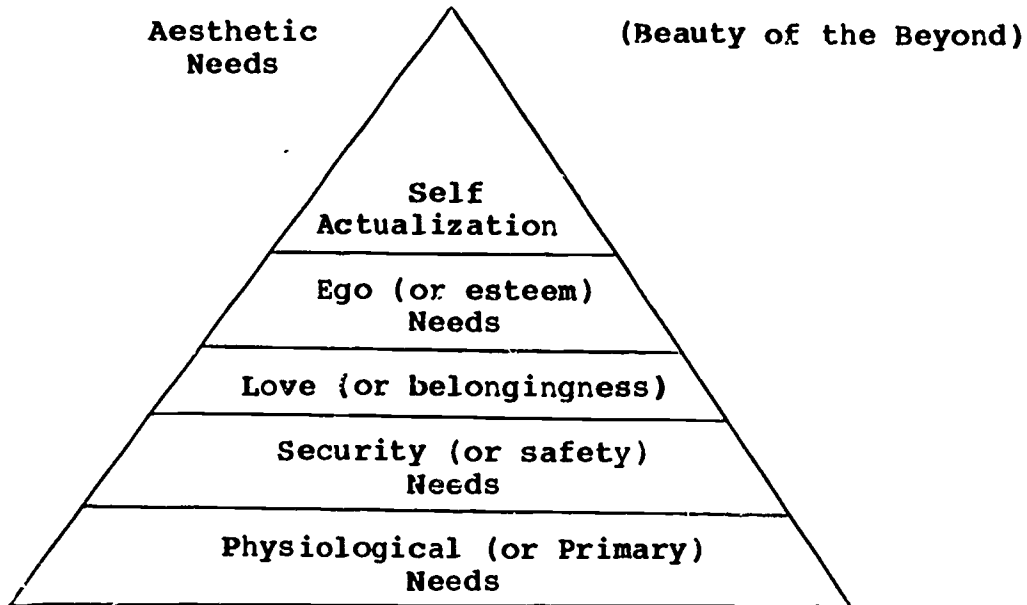 Aesthetic
Needs
(Beauty of the Beyond)
Self
Actualization
Ego (or esteem)
Needs
Love (or belongingness)
Security (or safety)
Needs
Physiological (or Primary)
Needs